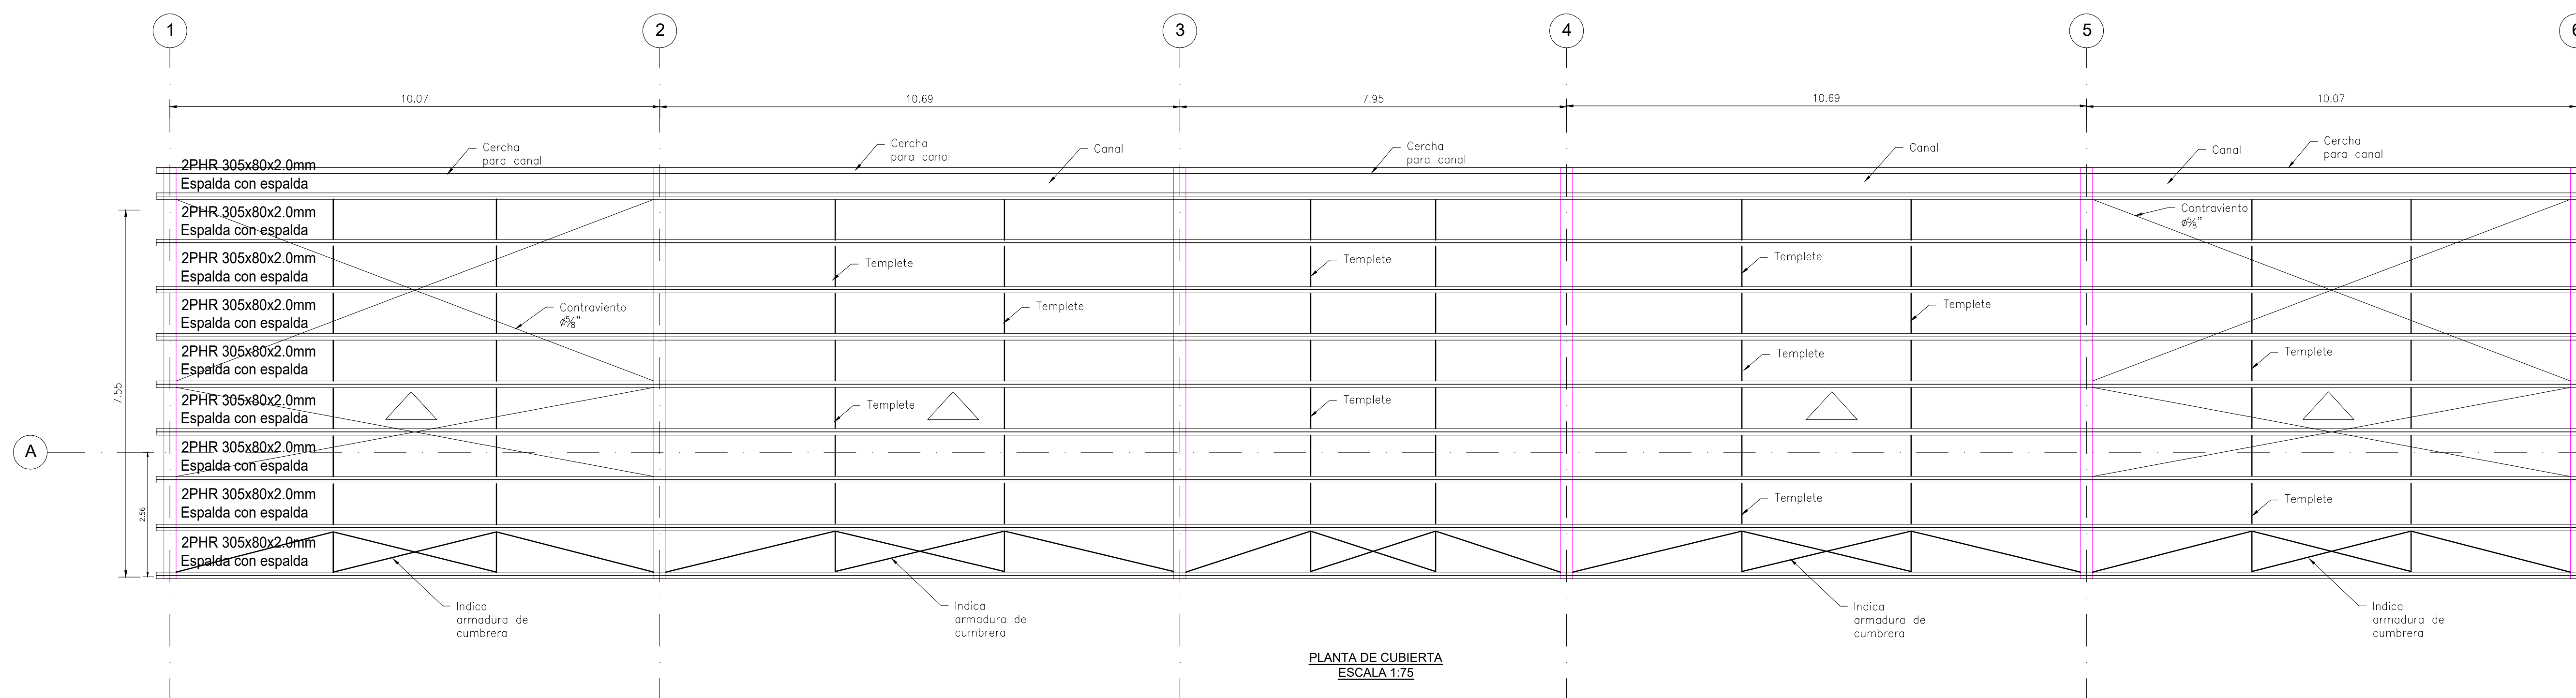 1
2
3
4
5
6
10.07
10.69
7.95
10.69
10.07
Cercha
para canal
Cercha
para canal
Canal
Cercha
para canal
Canal
Canal
Cercha
para canal
2PHR 305x80x2.0mm
Espalda con espalda
2PHR 305x80x2.0mm
Espalda con espalda
Contraviento
ø⅝"
2PHR 305x80x2.0mm
Espalda con espalda
Templete
Templete
Templete
2PHR 305x80x2.0mm
Espalda con espalda
Contraviento
ø⅝"
Templete
Templete
2PHR 305x80x2.0mm
Espalda con espalda
Templete
Templete
7.55
2PHR 305x80x2.0mm
Espalda con espalda
Templete
Templete
A
2PHR 305x80x2.0mm
Espalda con espalda
2.56
2PHR 305x80x2.0mm
Espalda con espalda
Templete
Templete
2PHR 305x80x2.0mm
Espalda con espalda
Indica
armadura de
cumbrera
Indica
armadura de
cumbrera
Indica
armadura de
cumbrera
Indica
armadura de
cumbrera
PLANTA DE CUBIERTA
ESCALA 1:75